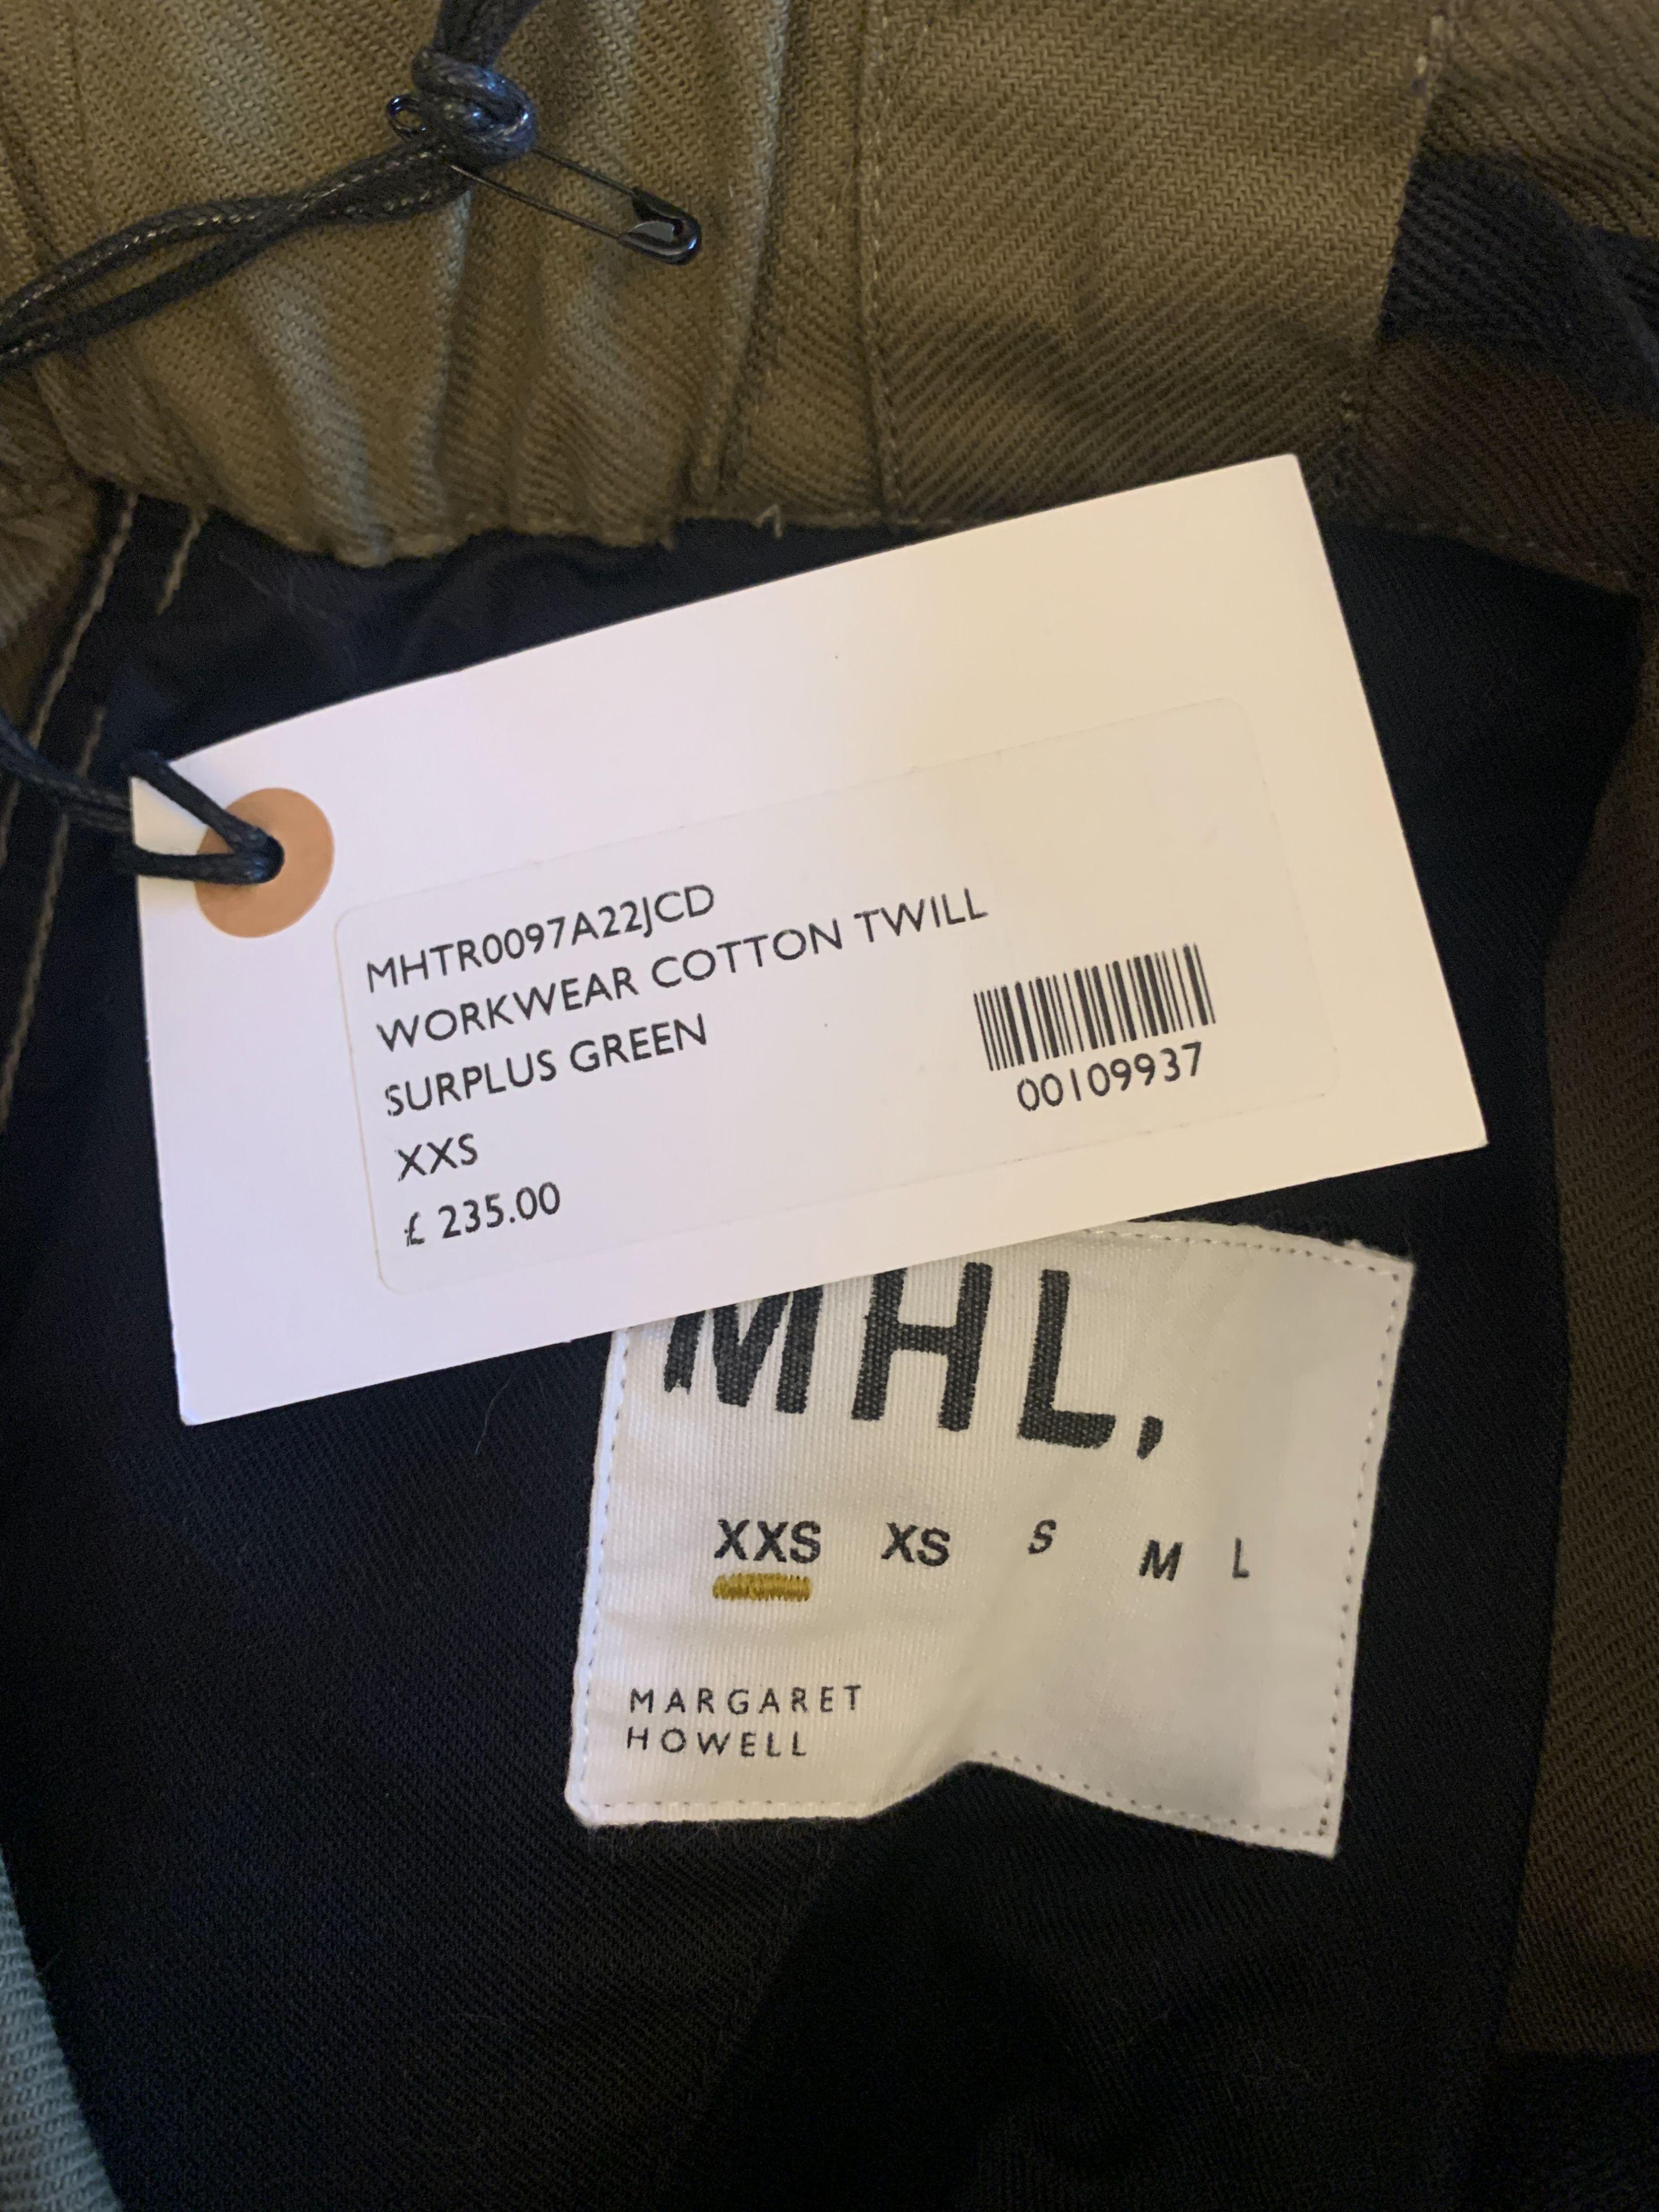 MHTR0097A22JCD
WORKWEAR COTTON TWILL
SURPLUS GREEN
XXS
£ 235.00
00109937
MHL,
XXS XS S M L
MARGARET
HOWELL